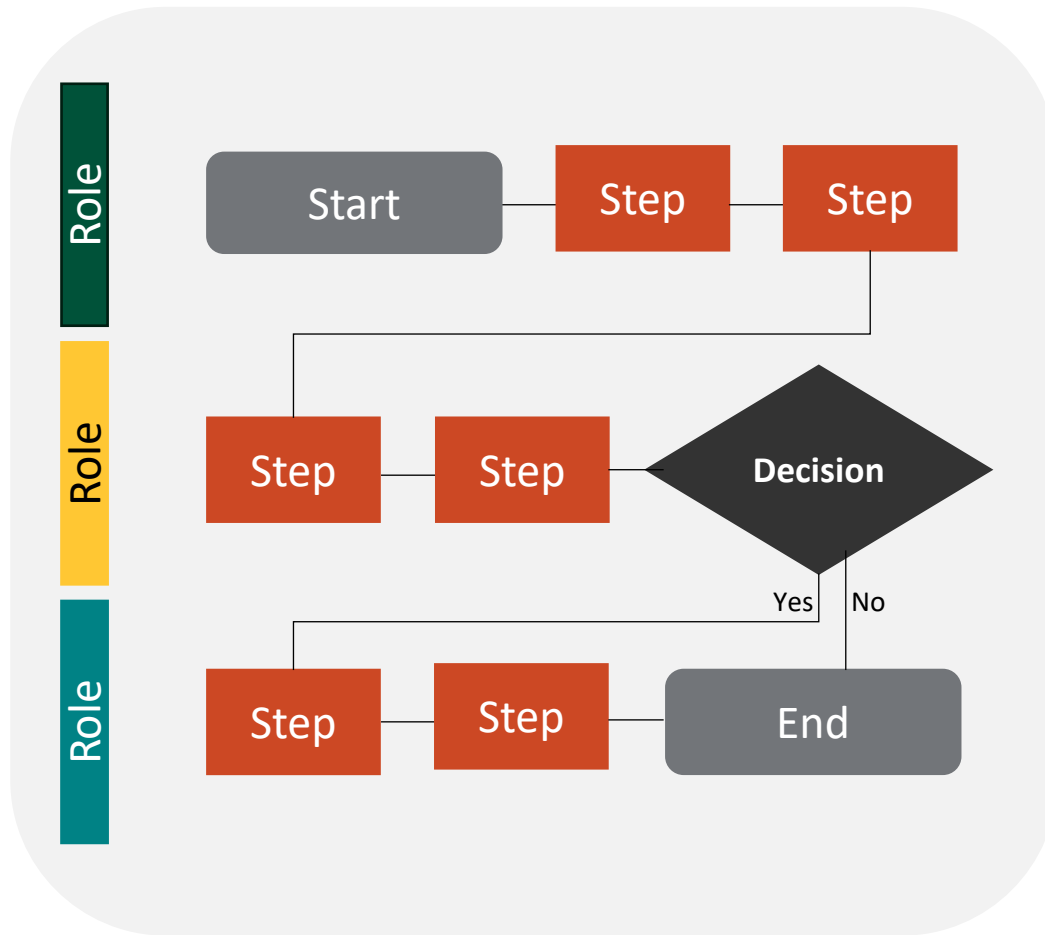 Role
Start
Step
Step
Role
Step
Step
Decision
Yes
No
Role
Step
Step
End